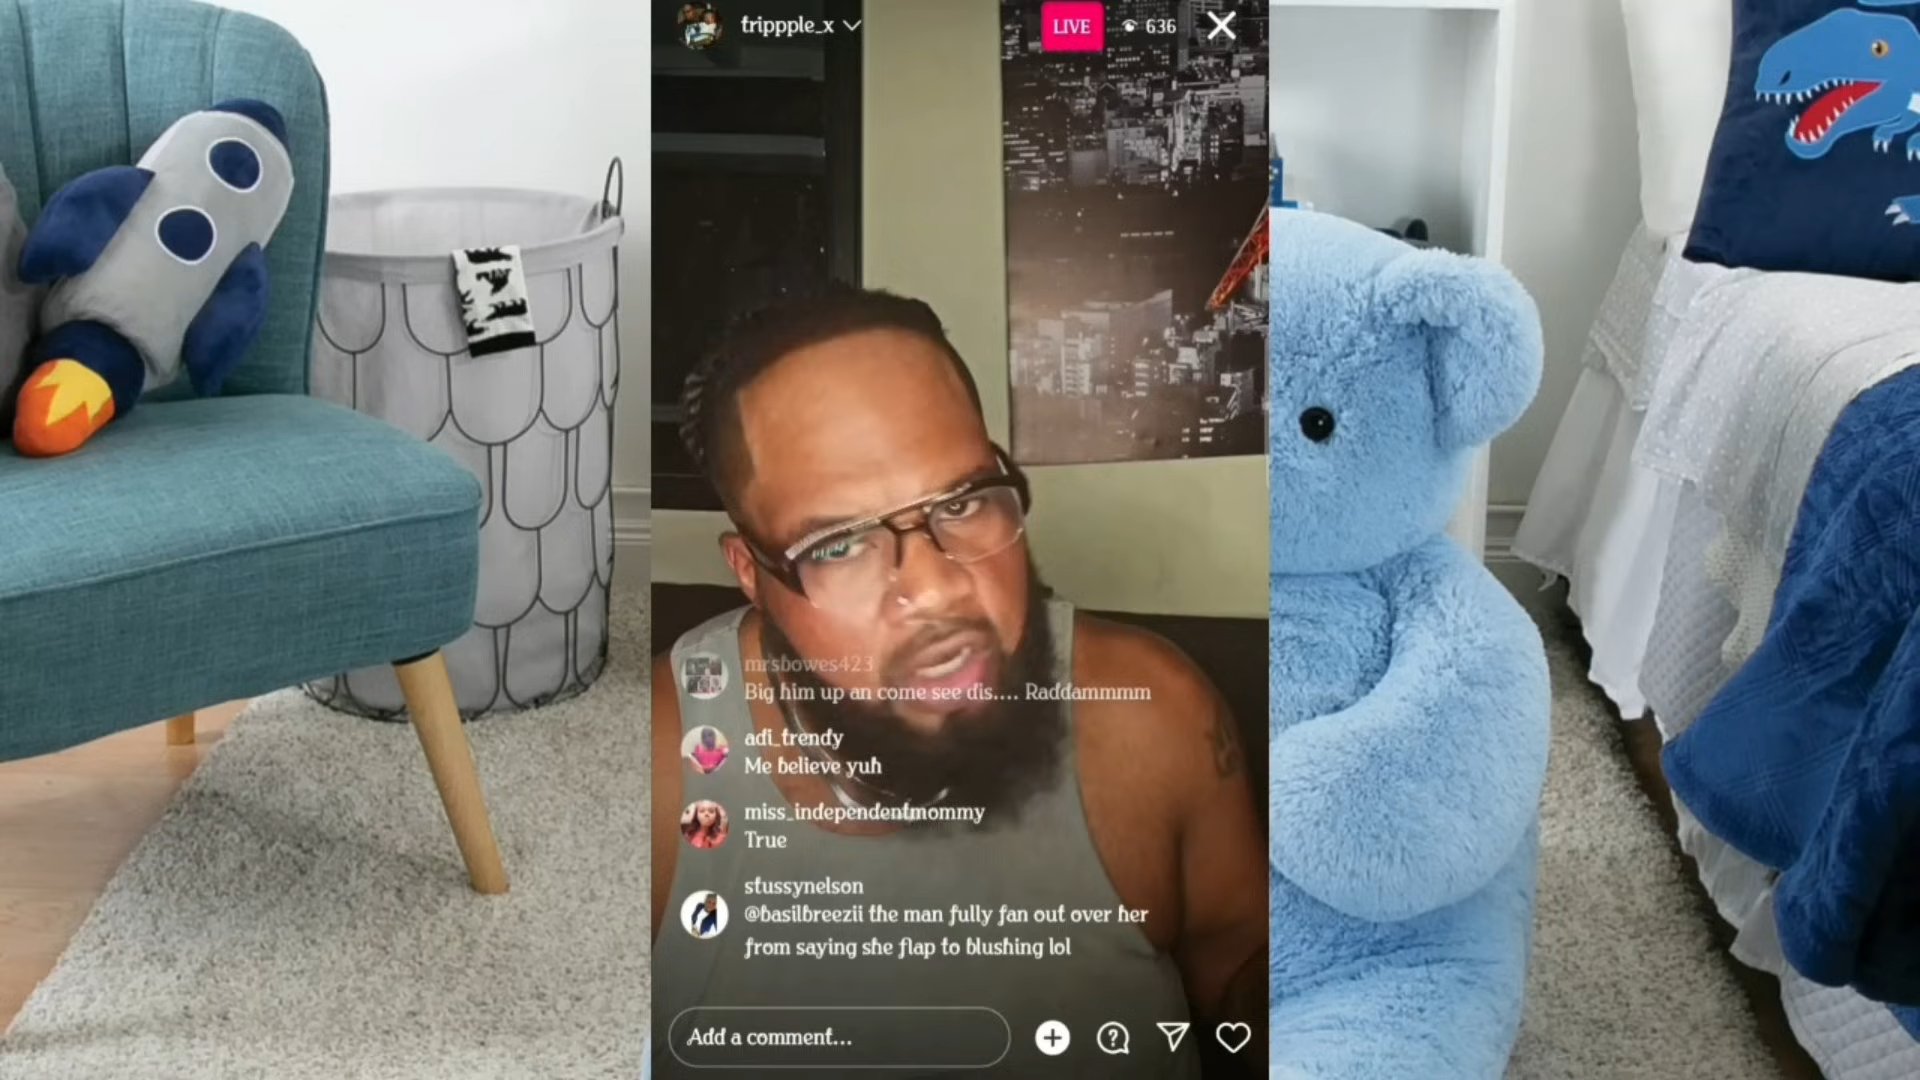 frippple_x
LIVE
636
mrsbowes423
Big him up an come see dis.... Raddammmm
adi_trendy
Me believe yuh
miss_independentmommy
True
stussynelson
@basilbreezii the man fully fan out over her
from saying she flap to blushing lol
Add a comment...